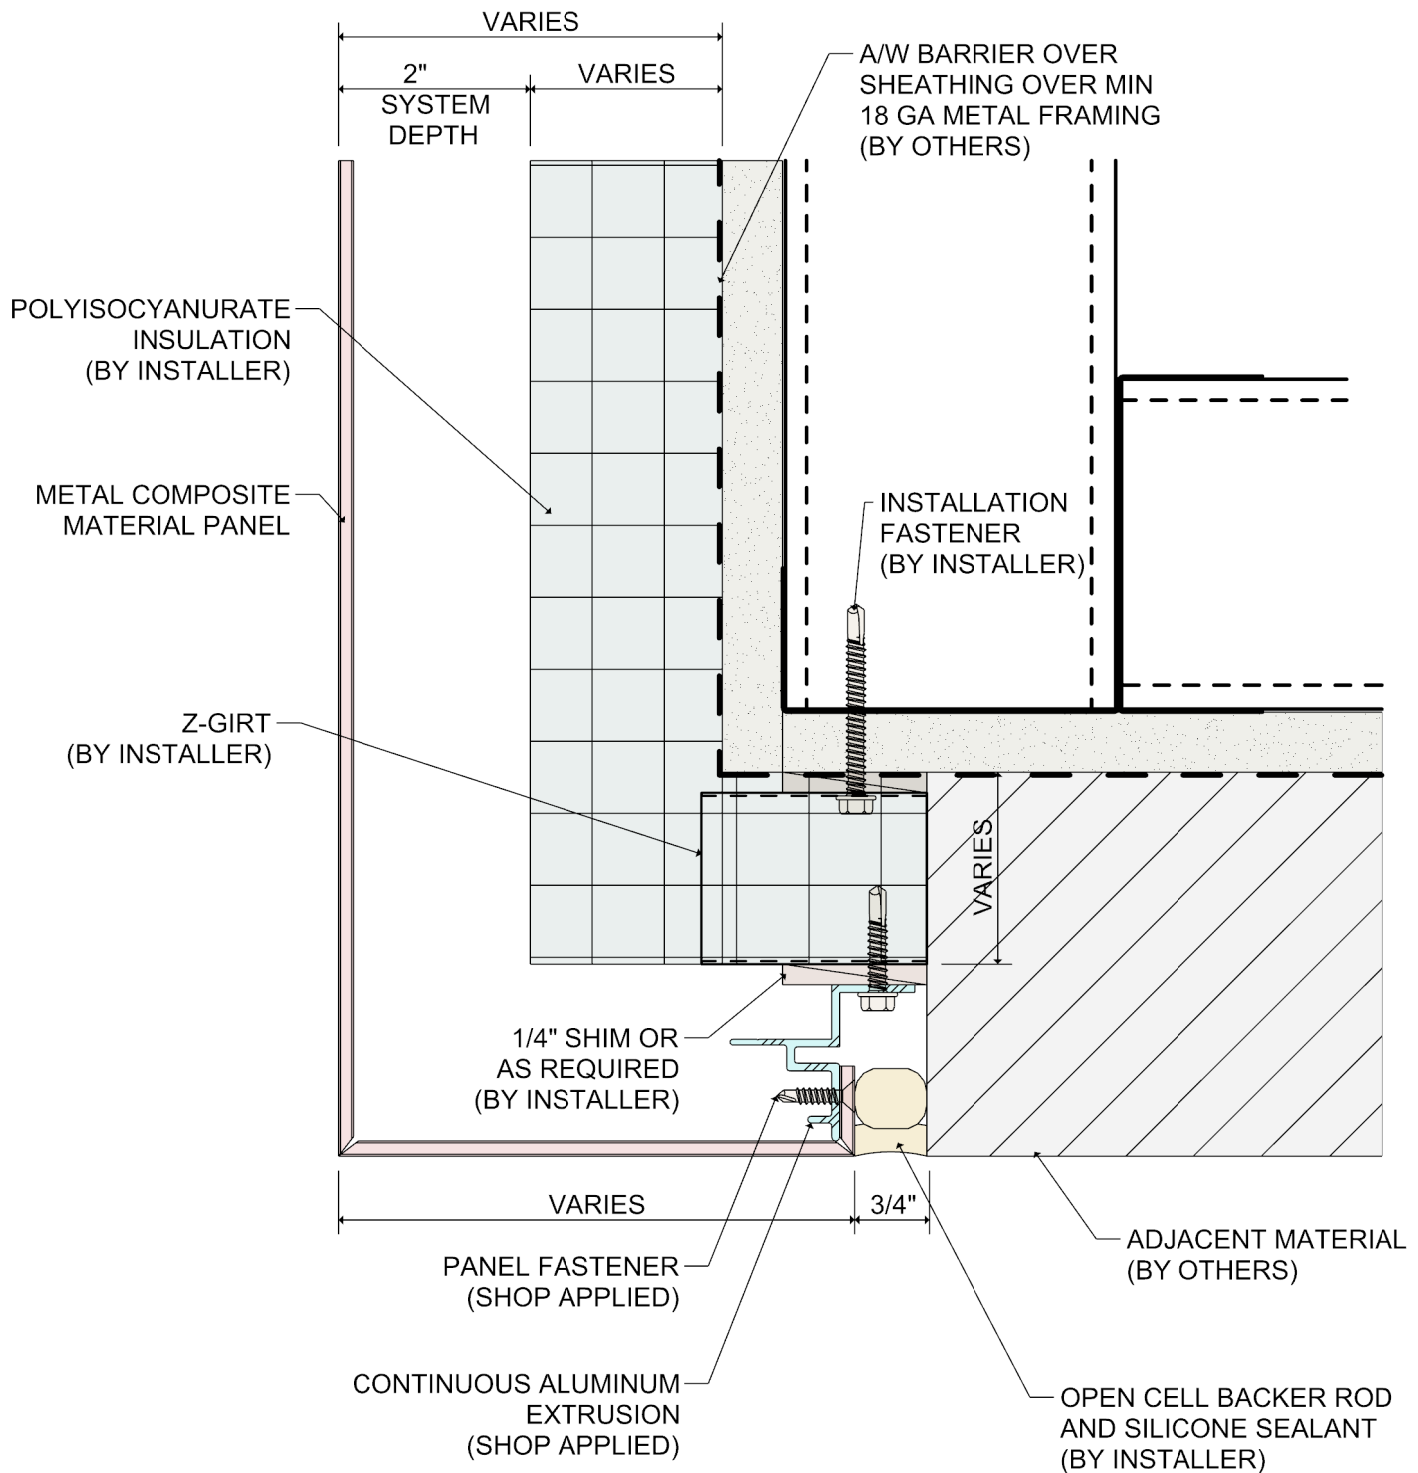 VARIES
2"
SYSTEM
DEPTH
VARIES
A/W BARRIER OVER
SHEATHING OVER MIN
18 GA METAL FRAMING
(BY OTHERS)
POLYISOCYANURATE
INSULATION
(BY INSTALLER)
METAL COMPOSITE
MATERIAL PANEL
INSTALLATION
FASTENER
(BY INSTALLER)
Z-GIRT
(BY INSTALLER)
VARIES
1/4" SHIM OR
AS REQUIRED
(BY INSTALLER)
VARIES
3/4"
PANEL FASTENER
(SHOP APPLIED)
ADJACENT MATERIAL
(BY OTHERS)
CONTINUOUS ALUMINUM
EXTRUSION
(SHOP APPLIED)
OPEN CELL BACKER ROD
AND SILICONE SEALANT
(BY INSTALLER)